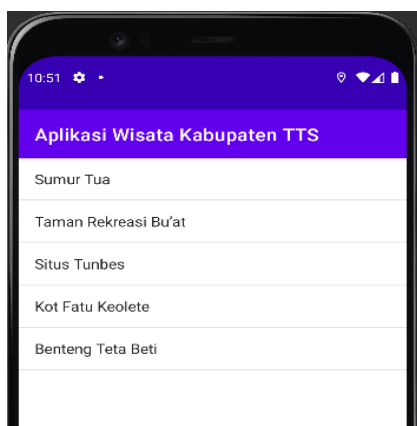 10:51
Aplikasi Wisata Kabupaten TTS
Sumur Tua
Taman Rekreasi Bu’at
Situs Tunbes
Kot Fatu Keolete
Benteng Teta Beti